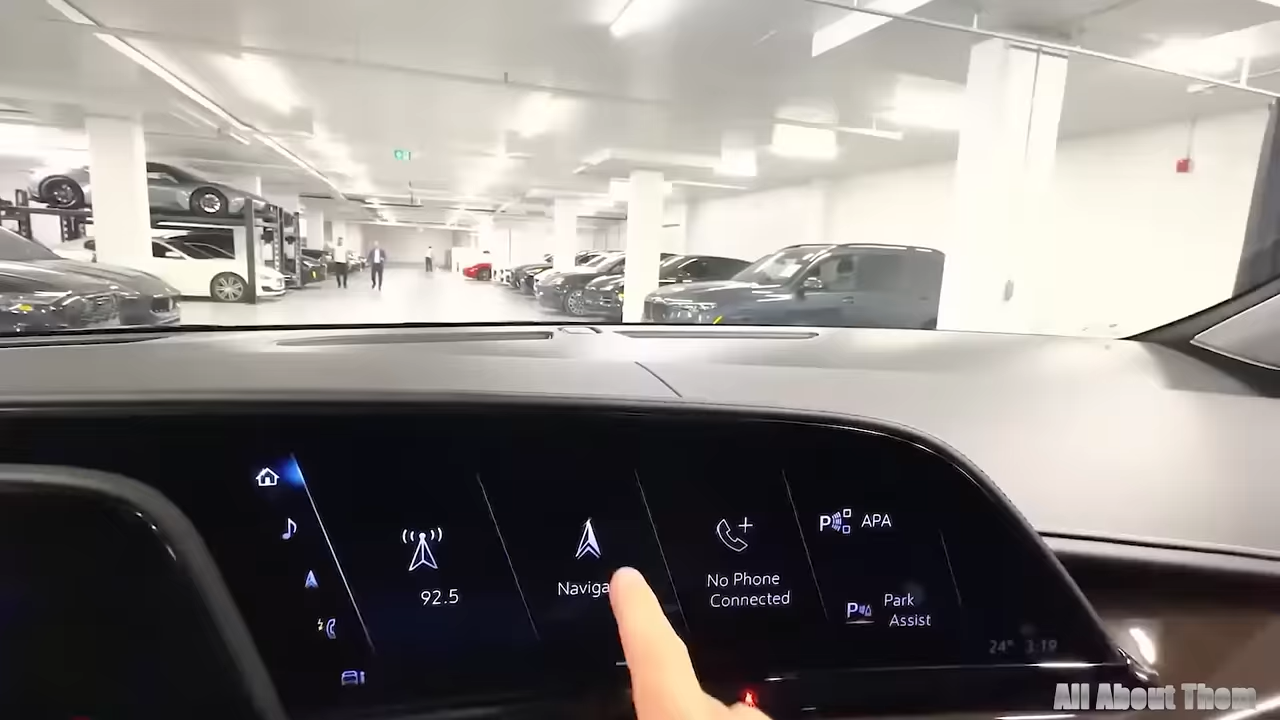 92.5
Naviga
No Phone
Connected
APA
Park
Assist
24° 3:19
All About Them